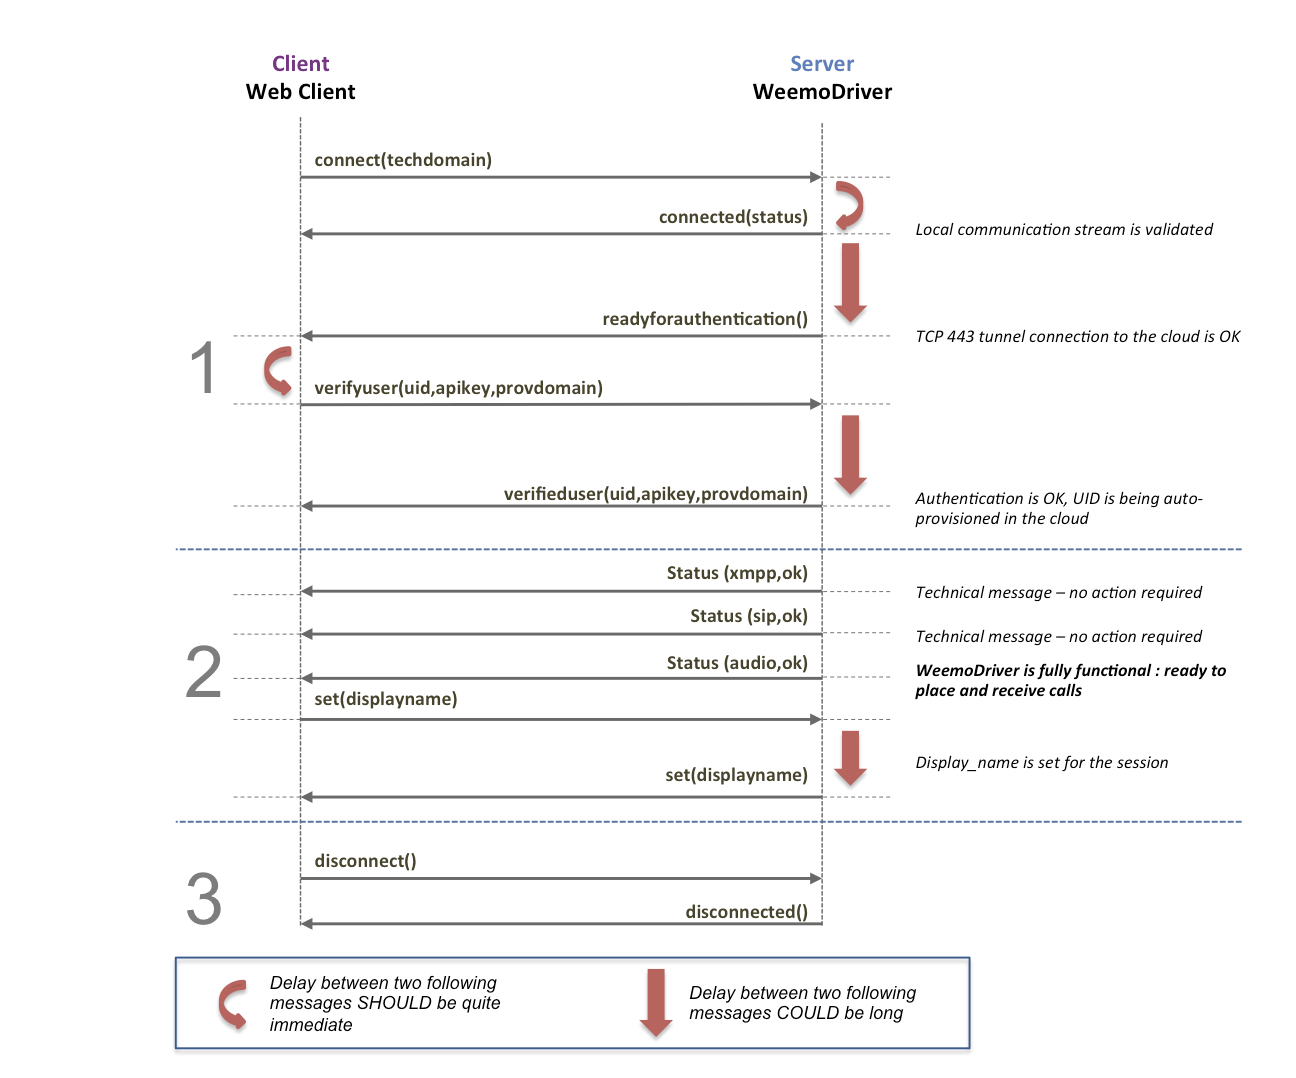 Client
Web Client
Server
WeemoDriver
connect(techdomain)
connected(status)
Local communication stream is validated
readyforauthentication()
TCP 443 tunnel connection to the cloud is OK
1
verifyuser(uid,apikey,provdomain)
verifieduser(uid,apikey,provdomain)
Authentication is OK, UID is being auto-
provisioned in the cloud
Status (xmpp,ok)
Technical message – no action required
Status (sip,ok)
Technical message – no action required
2
Status (audio,ok)
WeemoDriver is fully functional : ready to
place and receive calls
set(displayname)
Display_name is set for the session
set(displayname)
3
disconnect()
disconnected()
Delay between two following
messages SHOULD be quite
immediate
Delay between two following
messages COULD be long